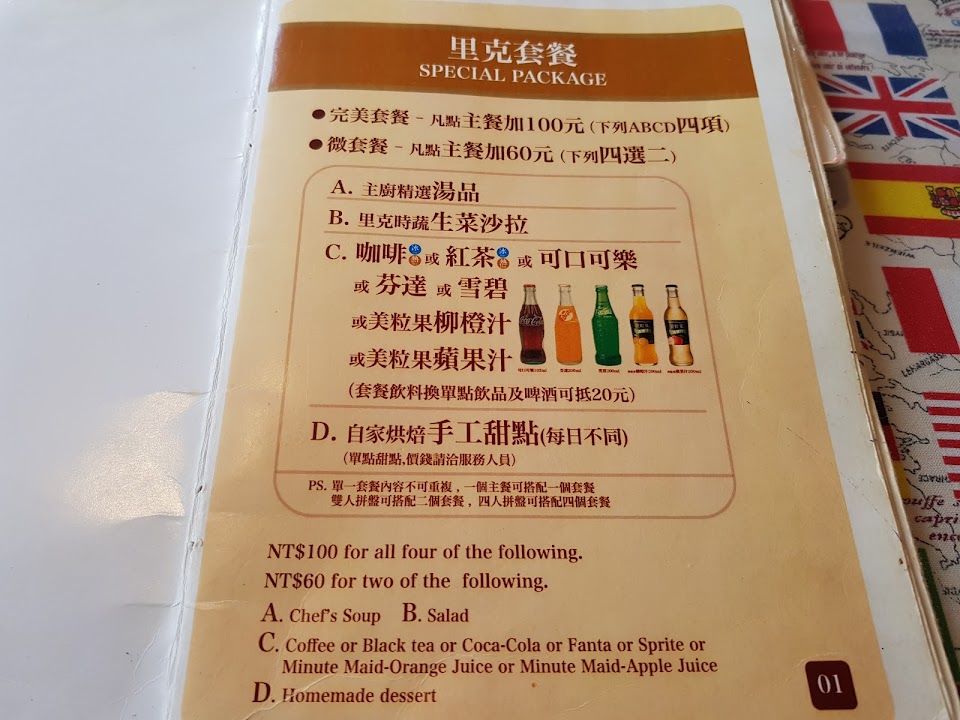 里克套餐
SPECIAL PACKAGE
●完美套餐 - 凡點主餐加100元 (下列ABCD四項)
●微套餐 - 凡點主餐加60元 (下列四選二)
A. 主廚精選湯品
B. 里克時蔬生菜沙拉
C. 咖啡冰熱或 紅茶冰熱 或 可口可樂
或 芬達 或 雪碧
或美粒果柳橙汁
或美粒果蘋果汁
(套餐飲料換單點飲品及啤酒可抵20元)
D. 自家烘焙手工甜點(每日不同)
(單點甜點,價錢請洽服務人員)
PS. 單一套餐內容不可重複，一個主餐可搭配一個套餐
雙人拼盤可搭配二個套餐，四人拼盤可搭配四個套餐
NT$100 for all four of the following.
NT$60 for two of the following.
A. Chef's Soup B. Salad
C. Coffee or Black tea or Coca-Cola or Fanta or Sprite or
Minute Maid-Orange Juice or Minute Maid-Apple Juice
D. Homemade dessert
01